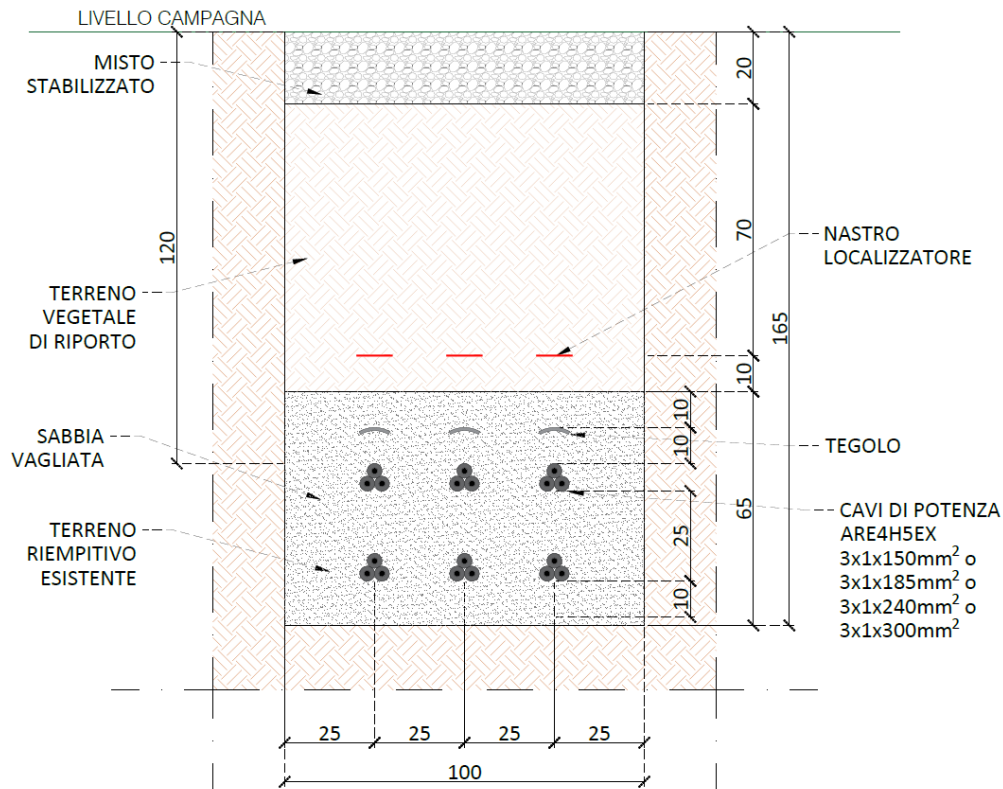 LIVELLO CAMPAGNA
MISTO
STABILIZZATO
TERRENO
VEGETALE
DI RIPORTO
SABBIA
VAGLIATA
TERRENO
RIEMPITIVO
ESISTENTE
120
20
70
10
165
10
10
65
25
10
NASTRO
LOCALIZZATORE
TEGOLO
CAVI DI POTENZA
ARE4H5EX
3x1x150mm² o
3x1x185mm² o
3x1x240mm² o
3x1x300mm²
25 25 25 25
100